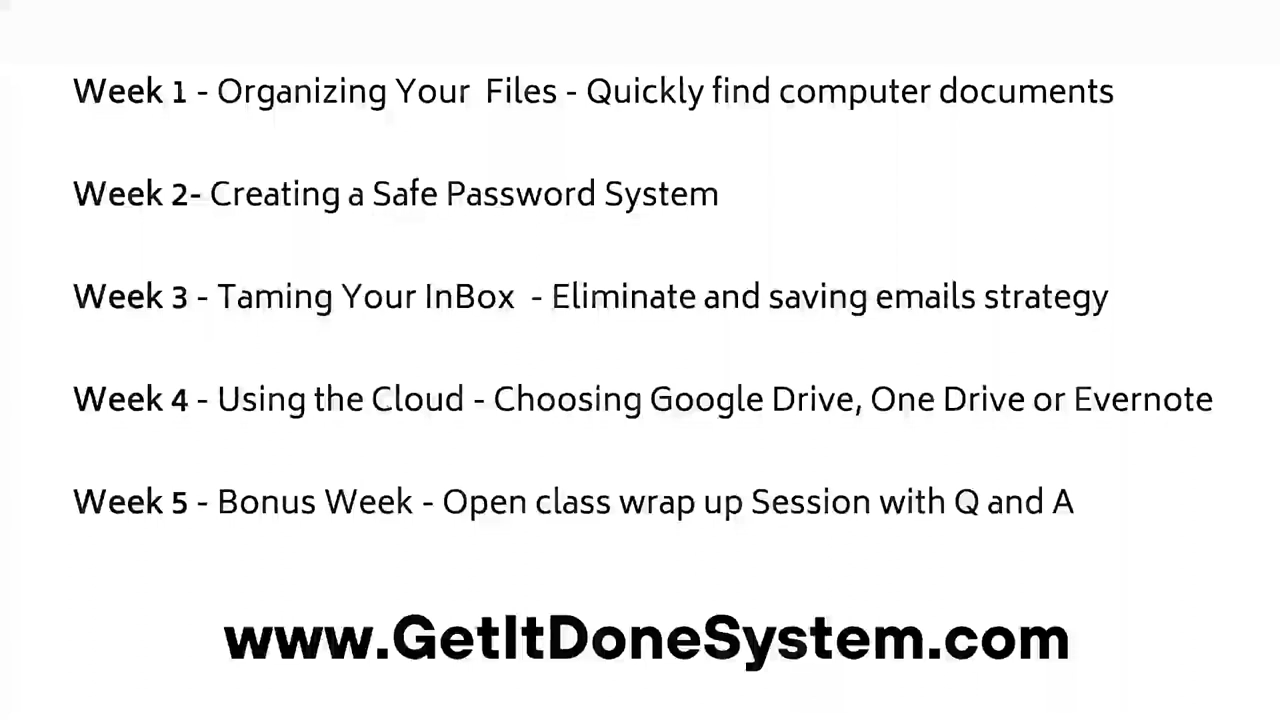 Week 1 - Organizing Your  Files - Quickly find computer documents
Week 2- Creating a Safe Password System
Week 3 - Taming Your InBox  - Eliminate and saving emails strategy
Week 4 - Using the Cloud - Choosing Google Drive, One Drive or Evernote
Week 5 - Bonus Week - Open class wrap up Session with Q and A
www.GetItDoneSystem.com